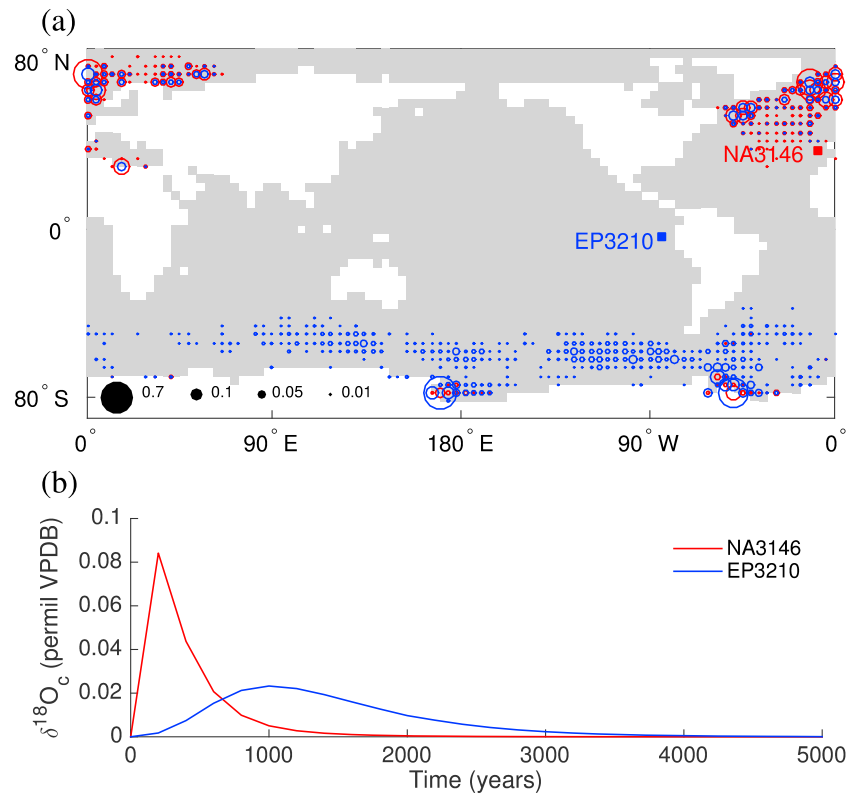 (a)
80° N
NA3146
0°
EP3210
80° S
0.7 0.1 0.05 0.01
0° 90° E 180° E 90° W 0°
(b)
δ¹⁸O_c (permil VPDB)
0.1
0.08
0.06
0.04
0.02
0
NA3146
EP3210
0 1000 2000 3000 4000 5000
Time (years)